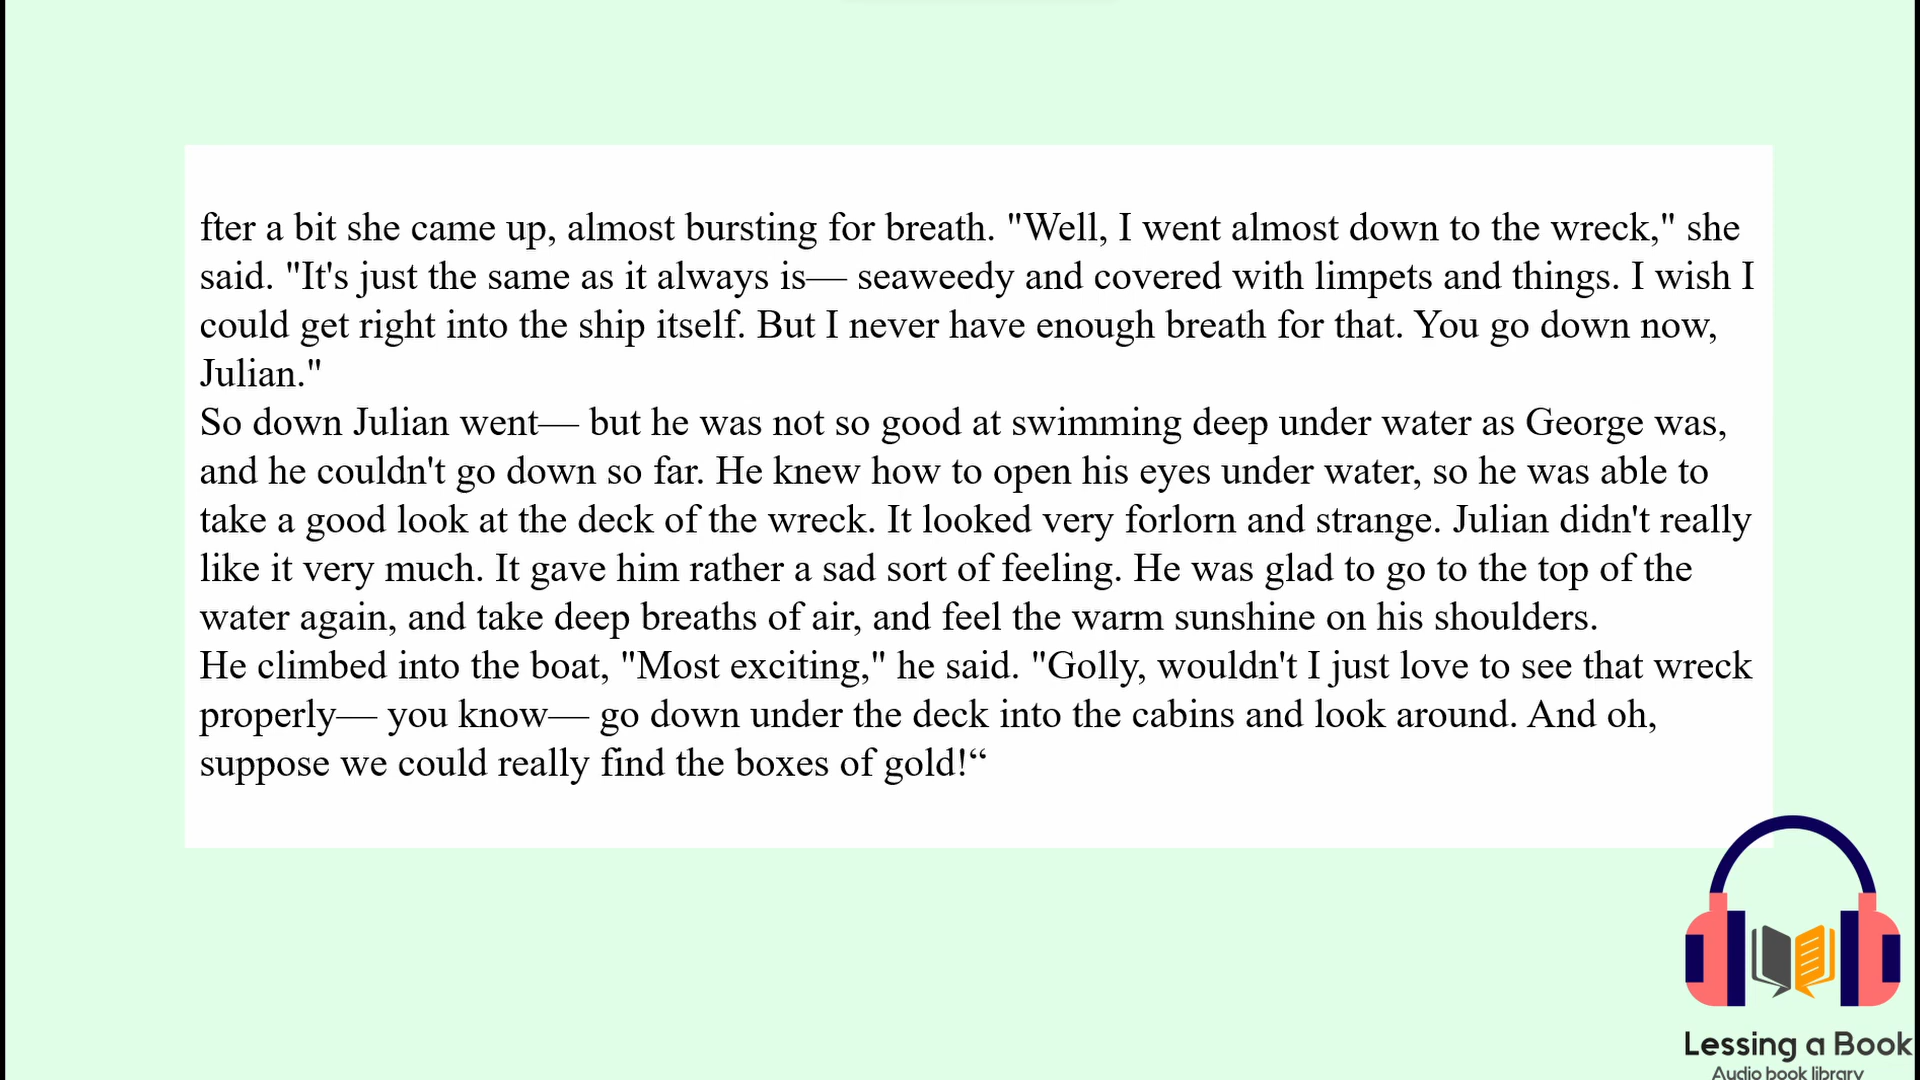 fter a bit she came up, almost bursting for breath. "Well, I went almost down to the wreck," she
said. "It's just the same as it always is— seaweedy and covered with limpets and things. I wish I
could get right into the ship itself. But I never have enough breath for that. You go down now,
Julian."
So down Julian went— but he was not so good at swimming deep under water as George was,
and he couldn't go down so far. He knew how to open his eyes under water, so he was able to
take a good look at the deck of the wreck. It looked very forlorn and strange. Julian didn't really
like it very much. It gave him rather a sad sort of feeling. He was glad to go to the top of the
water again, and take deep breaths of air, and feel the warm sunshine on his shoulders.
He climbed into the boat, "Most exciting," he said. "Golly, wouldn't I just love to see that wreck
properly— you know— go down under the deck into the cabins and look around. And oh,
suppose we could really find the boxes of gold!“
Lessing a Book
Audio book library